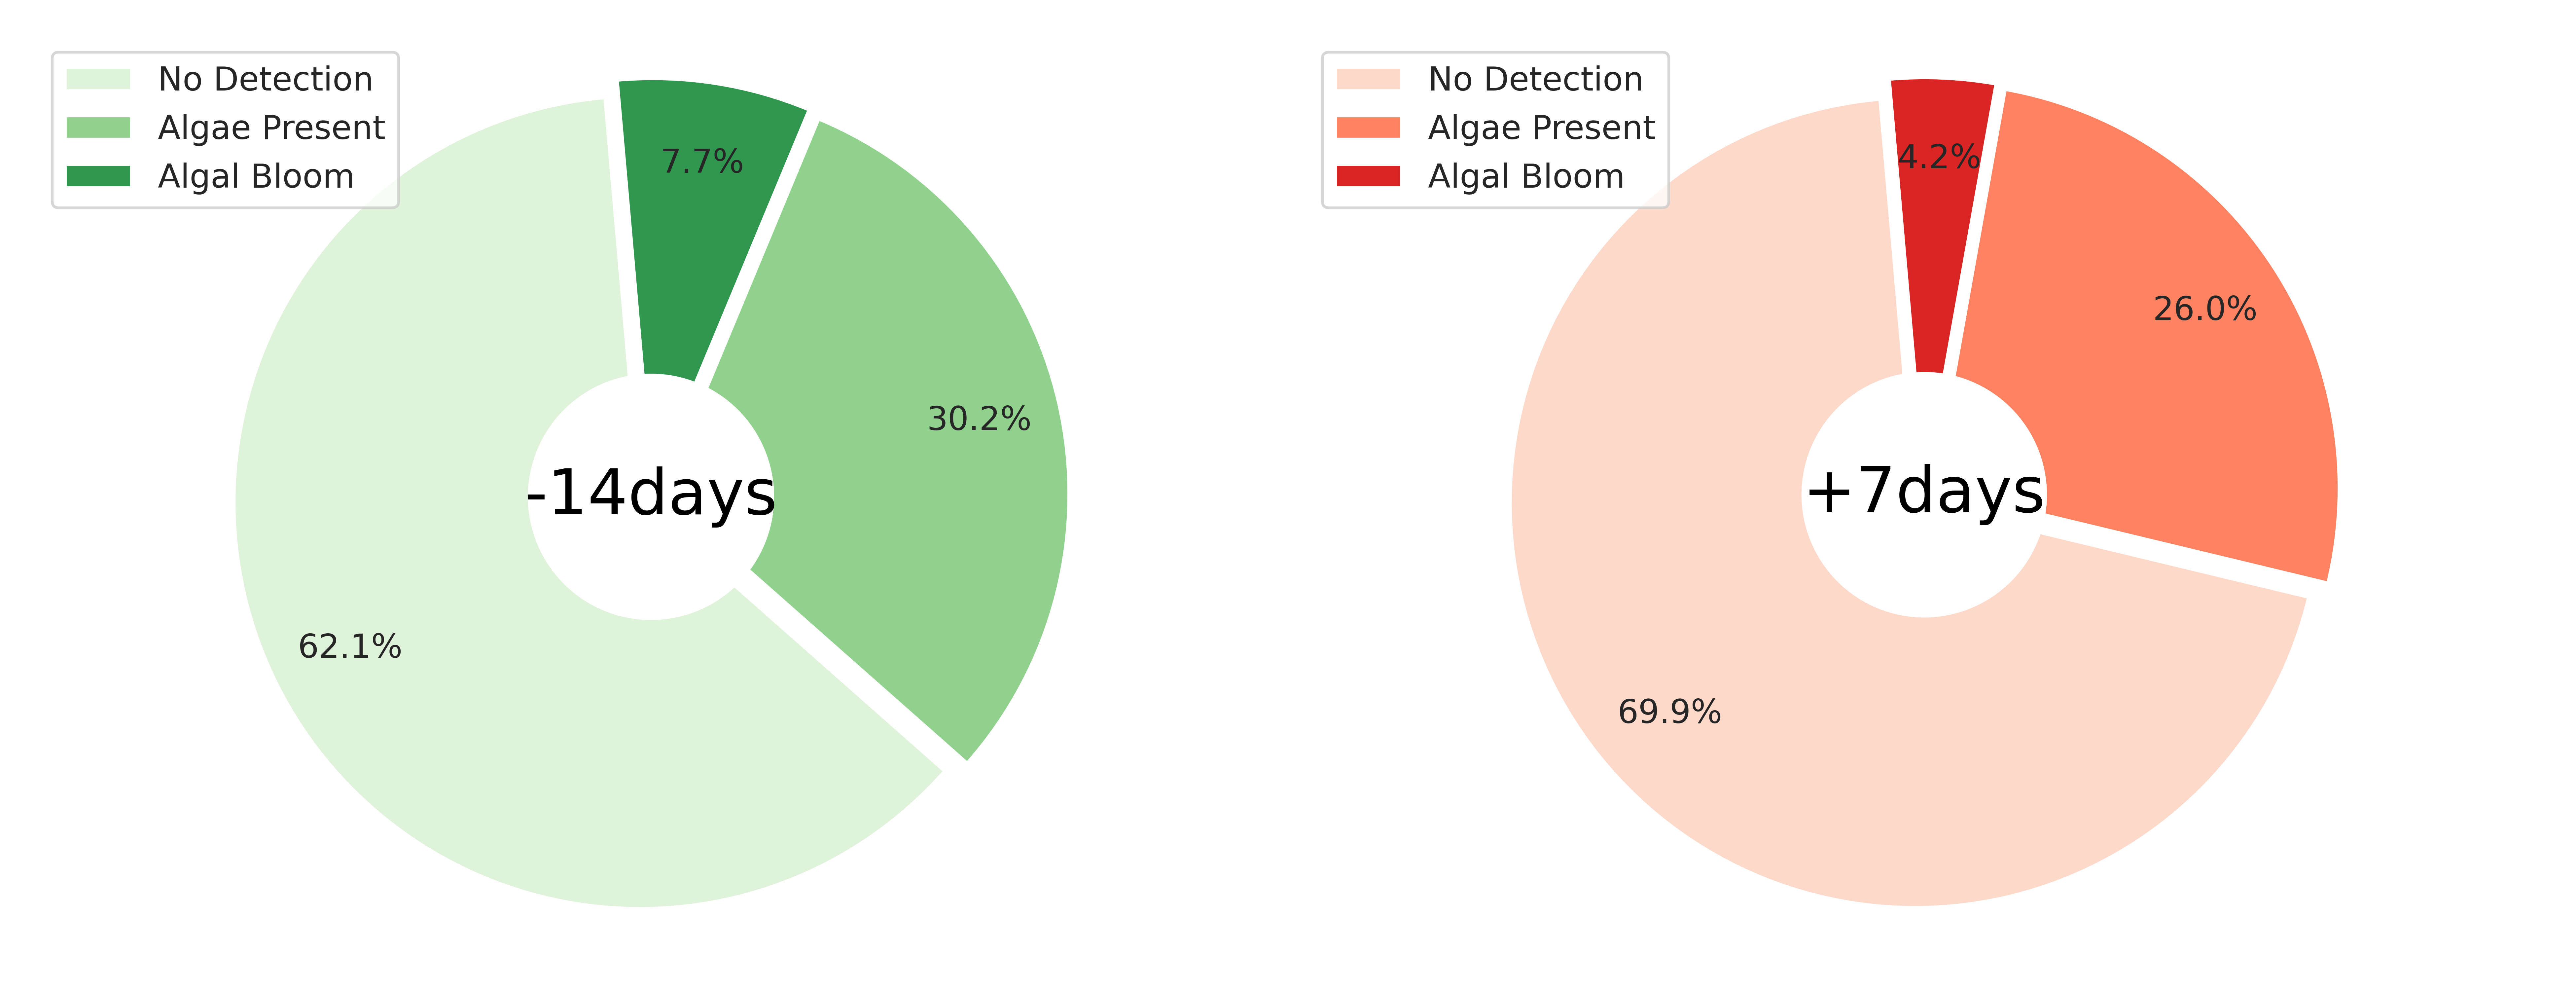 No Detection
Algae Present
Algal Bloom
7.7%
30.2%
-14days
62.1%
No Detection
Algae Present
Algal Bloom
4.2%
26.0%
+7days
69.9%